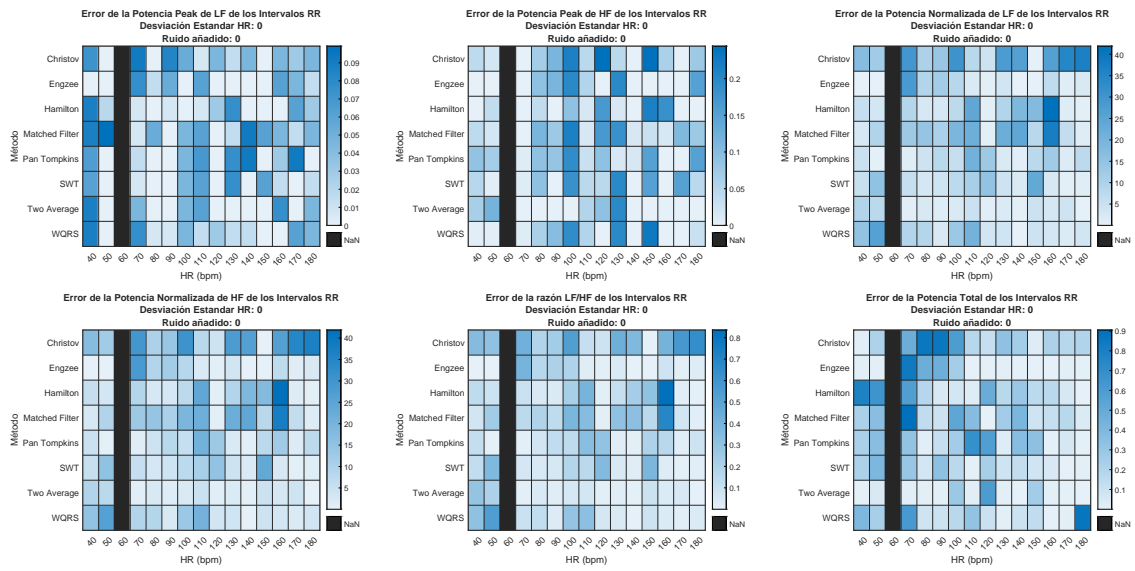 Error de la Potencia Peak de LF de los Intervalos RR
Desviación Estandar HR: 0
Ruido añadido: 0
Christov
Engzee
Hamilton
Matched Filter
Pan Tompkins
SWT
Two Average
WQRS
Método
40 50 60 70 80 90 100 110 120 130 140 150 160 170 180
HR (bpm)
0.09
0.08
0.07
0.06
0.05
0.04
0.03
0.02
0.01
0
NaN
Error de la Potencia Peak de HF de los Intervalos RR
Desviación Estandar HR: 0
Ruido añadido: 0
Christov
Engzee
Hamilton
Matched Filter
Pan Tompkins
SWT
Two Average
WQRS
Método
40 50 60 70 80 90 100 110 120 130 140 150 160 170 180
HR (bpm)
0.2
0.15
0.1
0.05
0
NaN
Error de la Potencia Normalizada de LF de los Intervalos RR
Desviación Estandar HR: 0
Ruido añadido: 0
Christov
Engzee
Hamilton
Matched Filter
Pan Tompkins
SWT
Two Average
WQRS
Método
40 50 60 70 80 90 100 110 120 130 140 150 160 170 180
HR (bpm)
40
35
30
25
20
15
10
5
NaN
Error de la Potencia Normalizada de HF de los Intervalos RR
Desviación Estandar HR: 0
Ruido añadido: 0
Christov
Engzee
Hamilton
Matched Filter
Pan Tompkins
SWT
Two Average
WQRS
Método
40 50 60 70 80 90 100 110 120 130 140 150 160 170 180
HR (bpm)
40
35
30
25
20
15
10
5
NaN
Error de la razón LF/HF de los Intervalos RR
Desviación Estandar HR: 0
Ruido añadido: 0
Christov
Engzee
Hamilton
Matched Filter
Pan Tompkins
SWT
Two Average
WQRS
Método
40 50 60 70 80 90 100 110 120 130 140 150 160 170 180
HR (bpm)
0.8
0.7
0.6
0.5
0.4
0.3
0.2
0.1
NaN
Error de la Potencia Total de los Intervalos RR
Desviación Estandar HR: 0
Ruido añadido: 0
Christov
Engzee
Hamilton
Matched Filter
Pan Tompkins
SWT
Two Average
WQRS
Método
40 50 60 70 80 90 100 110 120 130 140 150 160 170 180
HR (bpm)
0.9
0.8
0.7
0.6
0.5
0.4
0.3
0.2
0.1
NaN